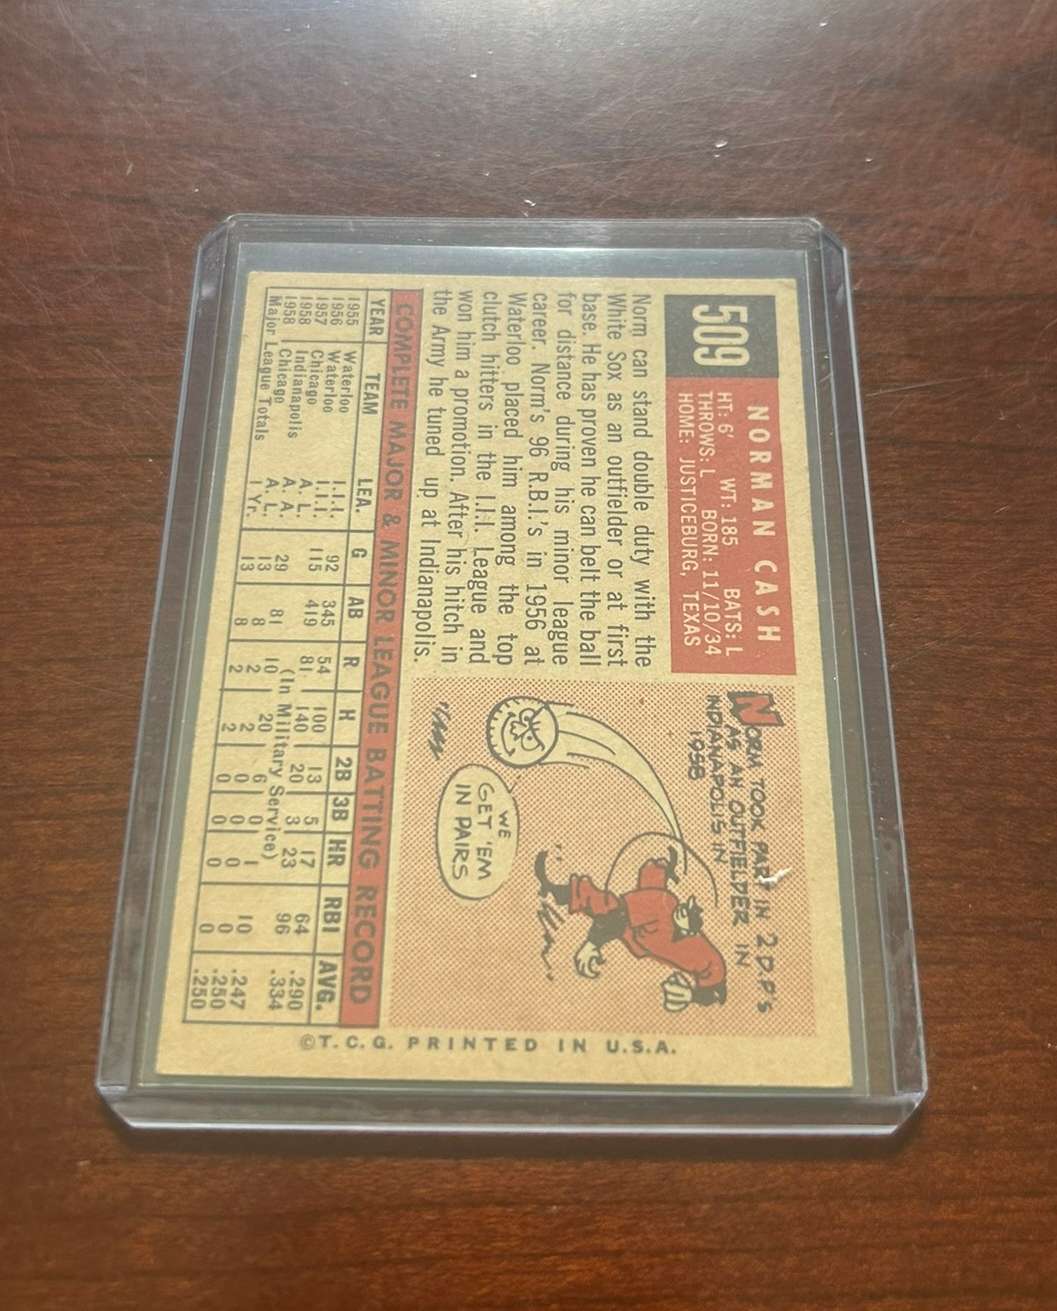 509
NORMAN CASH
HT: 6' WT: 185 BATS: L
THROWS: L BORN: 11/10/34
HOME: JUSTICEBURG, TEXAS
Norm can stand double duty with the
White Sox as an outfielder or at first
base. He has proven he can belt the ball
for distance during his minor league
career. Norm's 96 R.B.I.'s in 1956 at
Waterloo placed him among the top
clutch hitters in the I.I.I. League and
won him a promotion. After his hitch in
the Army he tuned up at Indianapolis.
NORM TOOK PART IN 2 D.P.'S
AS AN OUTFIELDER IN
INDIANAPOLIS IN
1958
WE
GET 'EM
IN PAIRS
COMPLETE MAJOR & MINOR LEAGUE BATTING RECORD
YEAR TEAM LEA. G AB R H 2B 3B HR RBI AVG.
1955 Waterloo I.I.I. 92 345 54 100 13 5 17 64 .290
1956 Waterloo I.I.I. 115 419 81 140 20 3 23 96 .334
1957 Chicago A. L. (In Military Service)
1958 Indianapolis A. A. 29 81 10 20 6 0 1 10 .247
1958 Chicago A. L. 13 8 2 2 0 0 0 0 .250
Major League Totals 1 Yr. 13 8 2 2 0 0 0 0 .250
©T. C. G. PRINTED IN U.S.A.